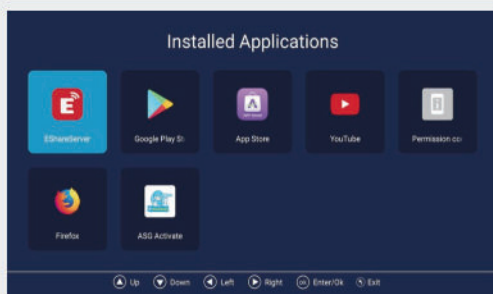 Installed Applications
E
EShareServer
Google Play St
App Store
YouTube
Permission co
Firefox
ASG Activate
Up Down Left Right OK Enter/Ok Exit